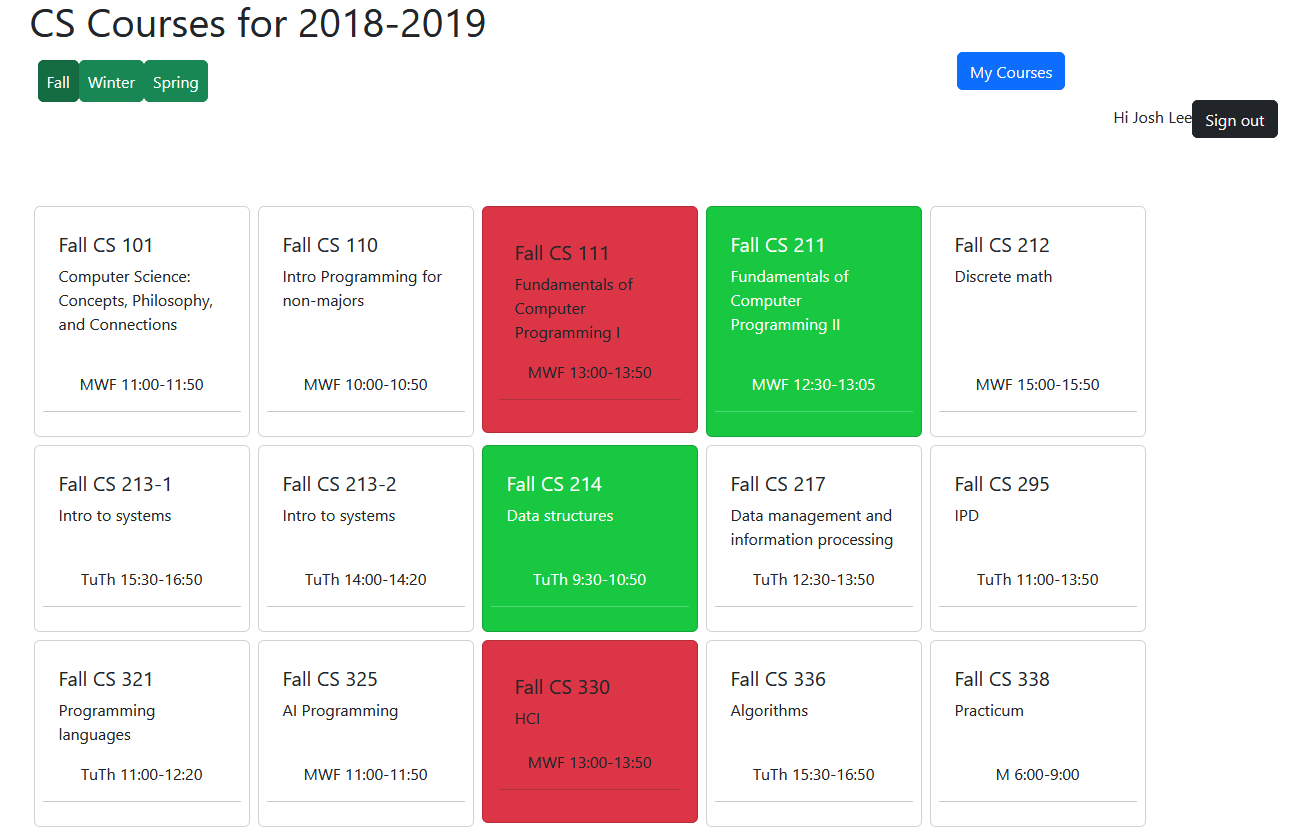 CS Courses for 2018-2019
Fall Winter Spring
My Courses
Hi Josh Lee Sign out
Fall CS 101
Computer Science:
Concepts, Philosophy,
and Connections
MWF 11:00-11:50
Fall CS 110
Intro Programming for
non-majors
MWF 10:00-10:50
Fall CS 111
Fundamentals of
Computer
Programming I
MWF 13:00-13:50
Fall CS 211
Fundamentals of
Computer
Programming II
MWF 12:30-13:05
Fall CS 212
Discrete math
MWF 15:00-15:50
Fall CS 213-1
Intro to systems
TuTh 15:30-16:50
Fall CS 213-2
Intro to systems
TuTh 14:00-14:20
Fall CS 214
Data structures
TuTh 9:30-10:50
Fall CS 217
Data management and
information processing
TuTh 12:30-13:50
Fall CS 295
IPD
TuTh 11:00-13:50
Fall CS 321
Programming
languages
TuTh 11:00-12:20
Fall CS 325
AI Programming
MWF 11:00-11:50
Fall CS 330
HCI
MWF 13:00-13:50
Fall CS 336
Algorithms
TuTh 15:30-16:50
Fall CS 338
Practicum
M 6:00-9:00